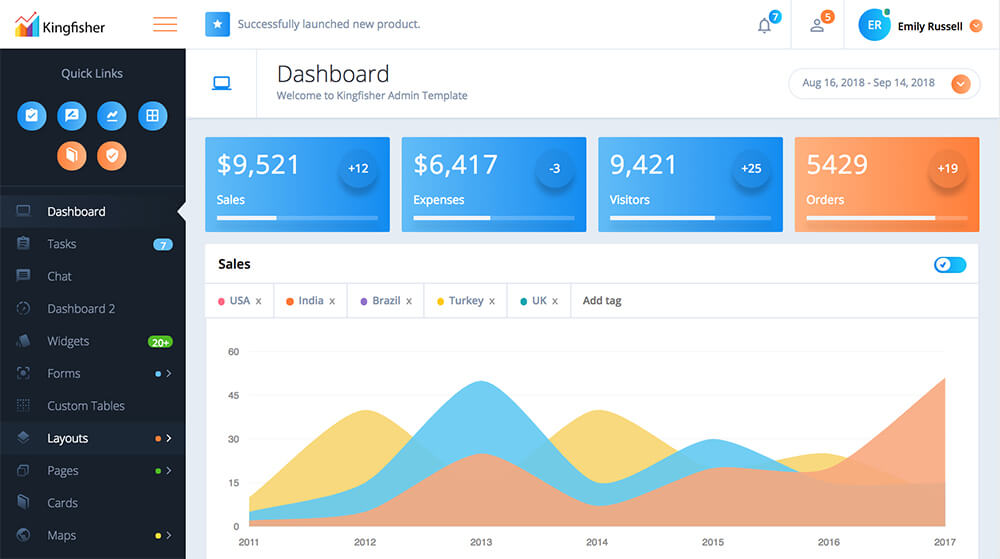 Kingfisher
Successfully launched new product.
7
5
ER
Emily Russell
Quick Links
Dashboard
Tasks 7
Chat
Dashboard 2
Widgets 20+
Forms
Custom Tables
Layouts
Pages
Cards
Maps
Dashboard
Welcome to Kingfisher Admin Template
Aug 16, 2018 - Sep 14, 2018
$9,521 +12
Sales
$6,417 -3
Expenses
9,421 +25
Visitors
5429 +19
Orders
Sales
USA x India x Brazil x Turkey x UK x Add tag
60
45
30
15
0
2011 2012 2013 2014 2015 2016 2017